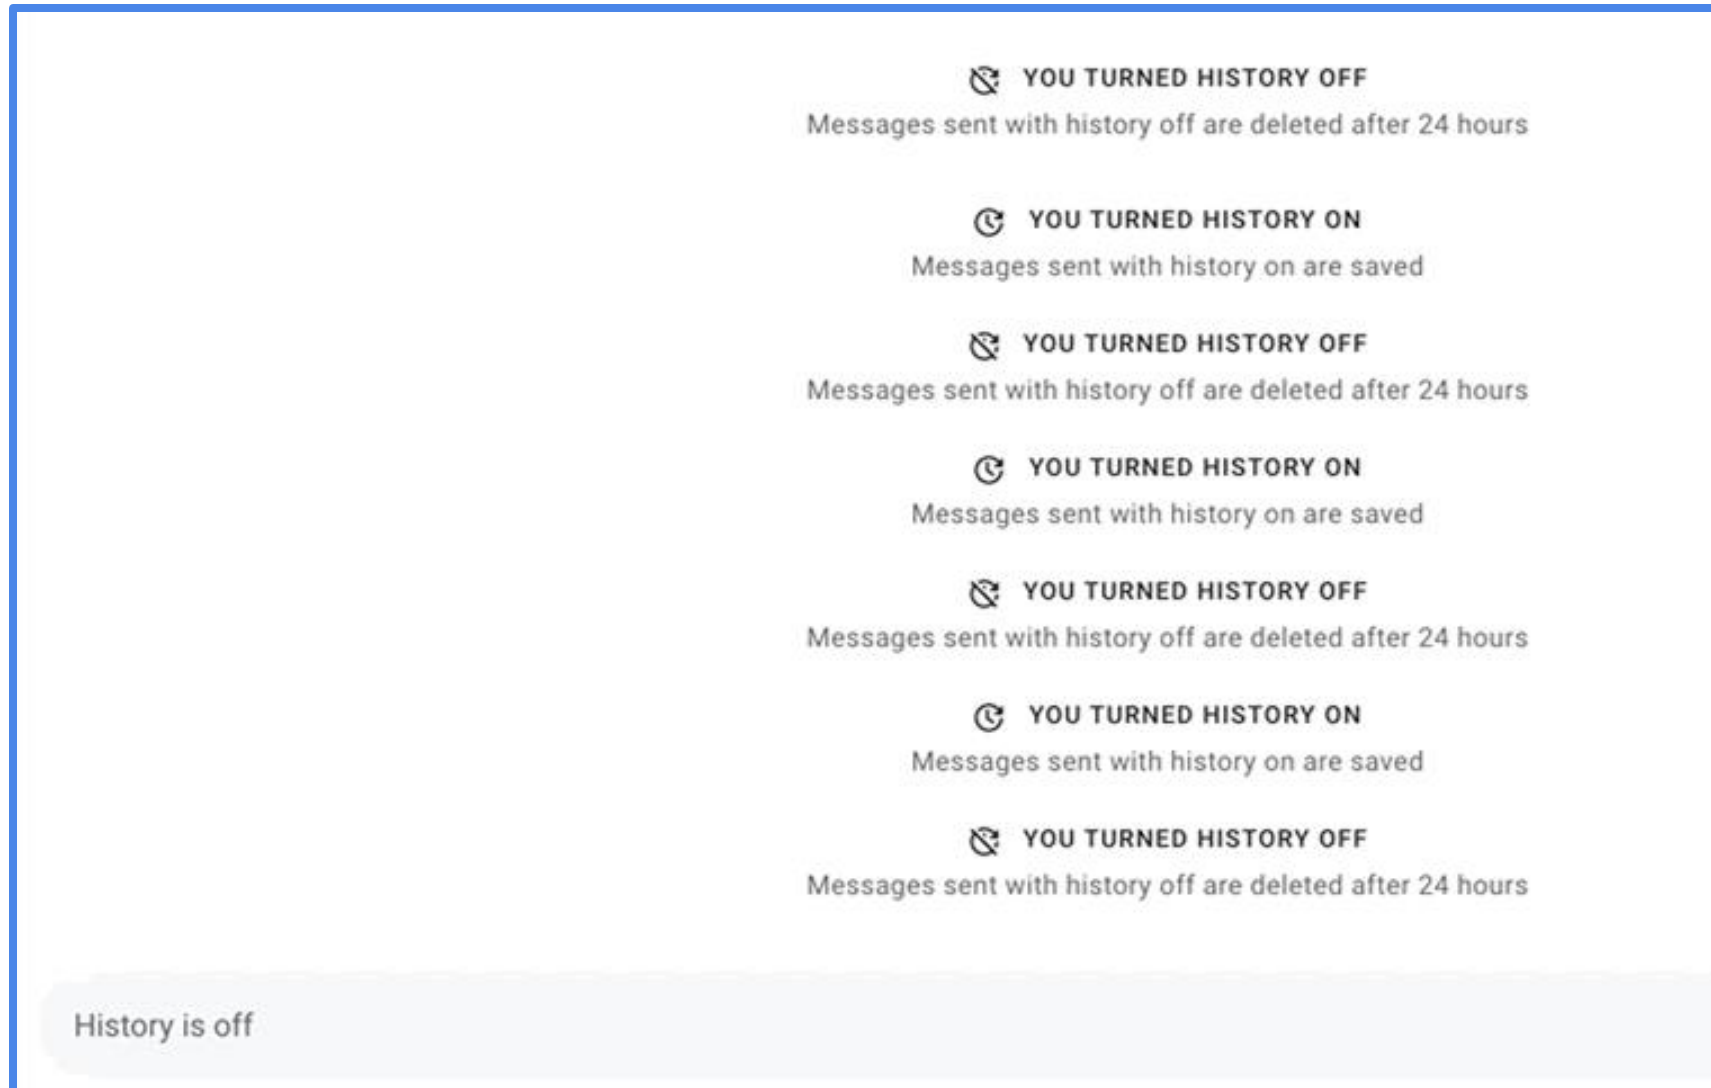 YOU TURNED HISTORY OFF
Messages sent with history off are deleted after 24 hours
YOU TURNED HISTORY ON
Messages sent with history on are saved
YOU TURNED HISTORY OFF
Messages sent with history off are deleted after 24 hours
YOU TURNED HISTORY ON
Messages sent with history on are saved
YOU TURNED HISTORY OFF
Messages sent with history off are deleted after 24 hours
YOU TURNED HISTORY ON
Messages sent with history on are saved
YOU TURNED HISTORY OFF
Messages sent with history off are deleted after 24 hours
History is off